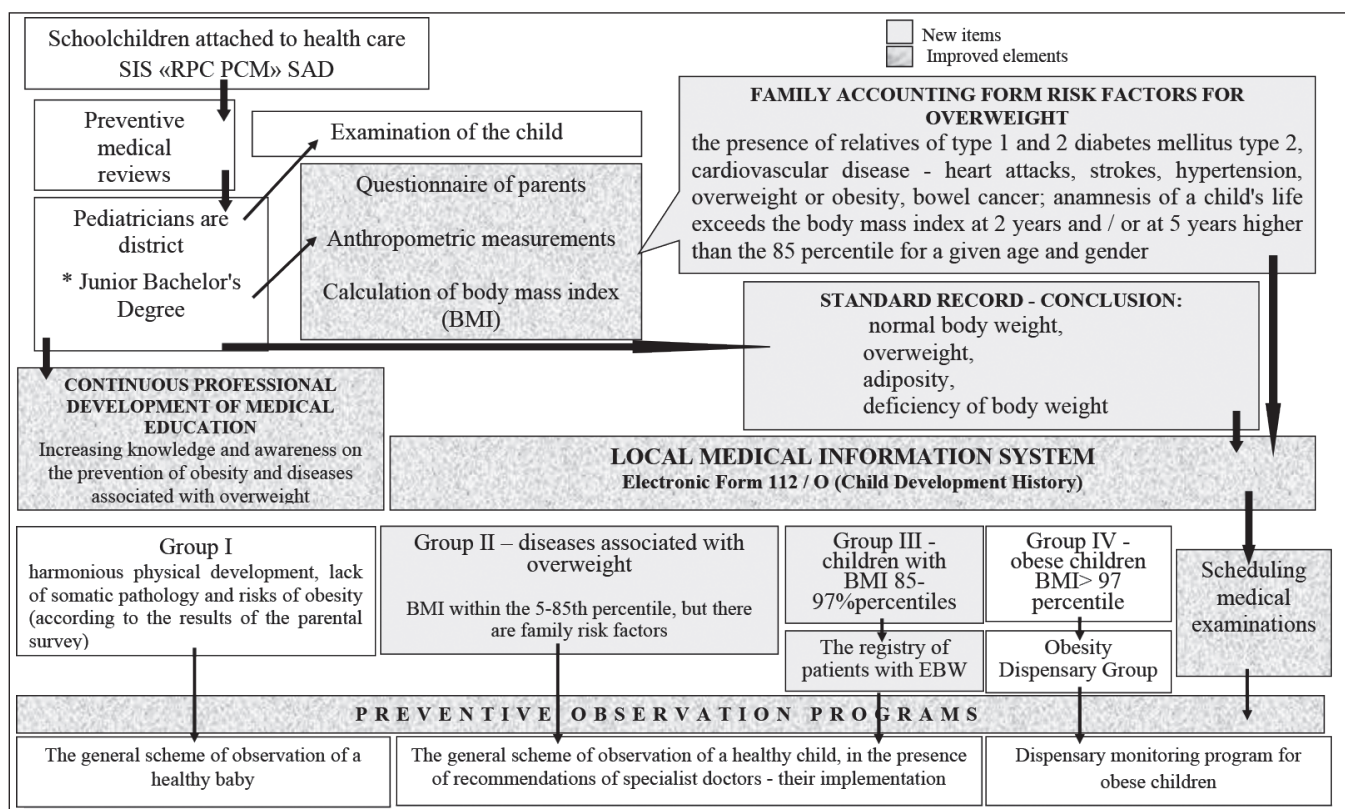 Schoolchildren attached to health care
SIS «RPC PCM» SAD
New items
Improved elements
Preventive
medical
reviews
Examination of the child
Pediatricians are
district
* Junior Bachelor's
Degree
Questionnaire of parents
Anthropometric measurements
Calculation of body mass index
(BMI)
FAMILY ACCOUNTING FORM RISK FACTORS FOR
OVERWEIGHT
the presence of relatives of type 1 and 2 diabetes mellitus type 2,
cardiovascular disease - heart attacks, strokes, hypertension,
overweight or obesity, bowel cancer; anamnesis of a child's life
exceeds the body mass index at 2 years and / or at 5 years higher
than the 85 percentile for a given age and gender
STANDARD RECORD - CONCLUSION:
normal body weight,
overweight,
adiposity,
deficiency of body weight
CONTINUOUS PROFESSIONAL
DEVELOPMENT OF MEDICAL
EDUCATION
Increasing knowledge and awareness on
the prevention of obesity and diseases
associated with overweight
LOCAL MEDICAL INFORMATION SYSTEM
Electronic Form 112 / O (Child Development History)
Group I
harmonious physical development, lack
of somatic pathology and risks of obesity
(according to the results of the parental
survey)
Group II – diseases associated with
overweight
BMI within the 5-85th percentile, but there
are family risk factors
Group III -
children with
BMI 85-
97%percentiles
Group IV -
obese children
BMI> 97
percentile
Scheduling
medical
examinations
The registry of
patients with EBW
Obesity
Dispensary Group
PREVENTIVE OBSERVATION PROGRAMS
The general scheme of observation of a
healthy baby
The general scheme of observation of a healthy child, in the presence
of recommendations of specialist doctors - their implementation
Dispensary monitoring program for
obese children